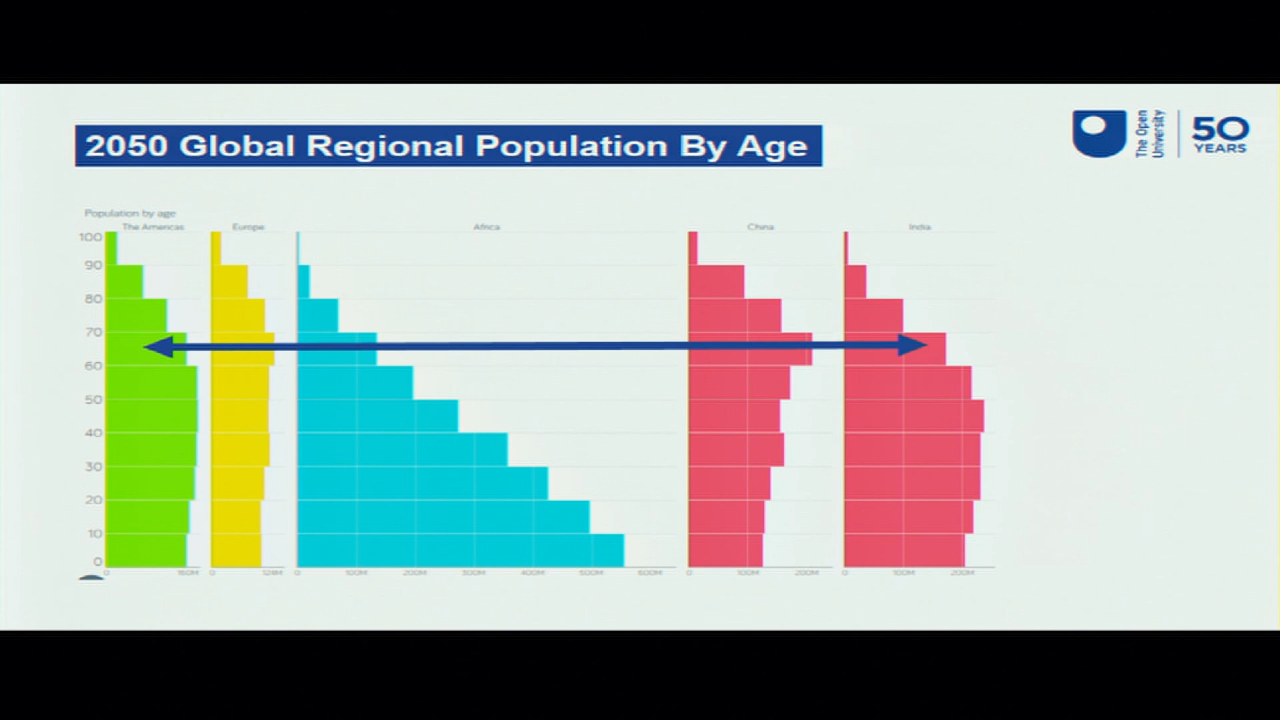 2050 Global Regional Population By Age
The Open
University
50
YEARS
Population by age
The Americas Europe Africa China India
100
90
80
70
60
50
40
30
20
10
0
0 160M 0 124M 0 100M 200M 300M 400M 500M 600M 0 100M 200M 0 100M 200M